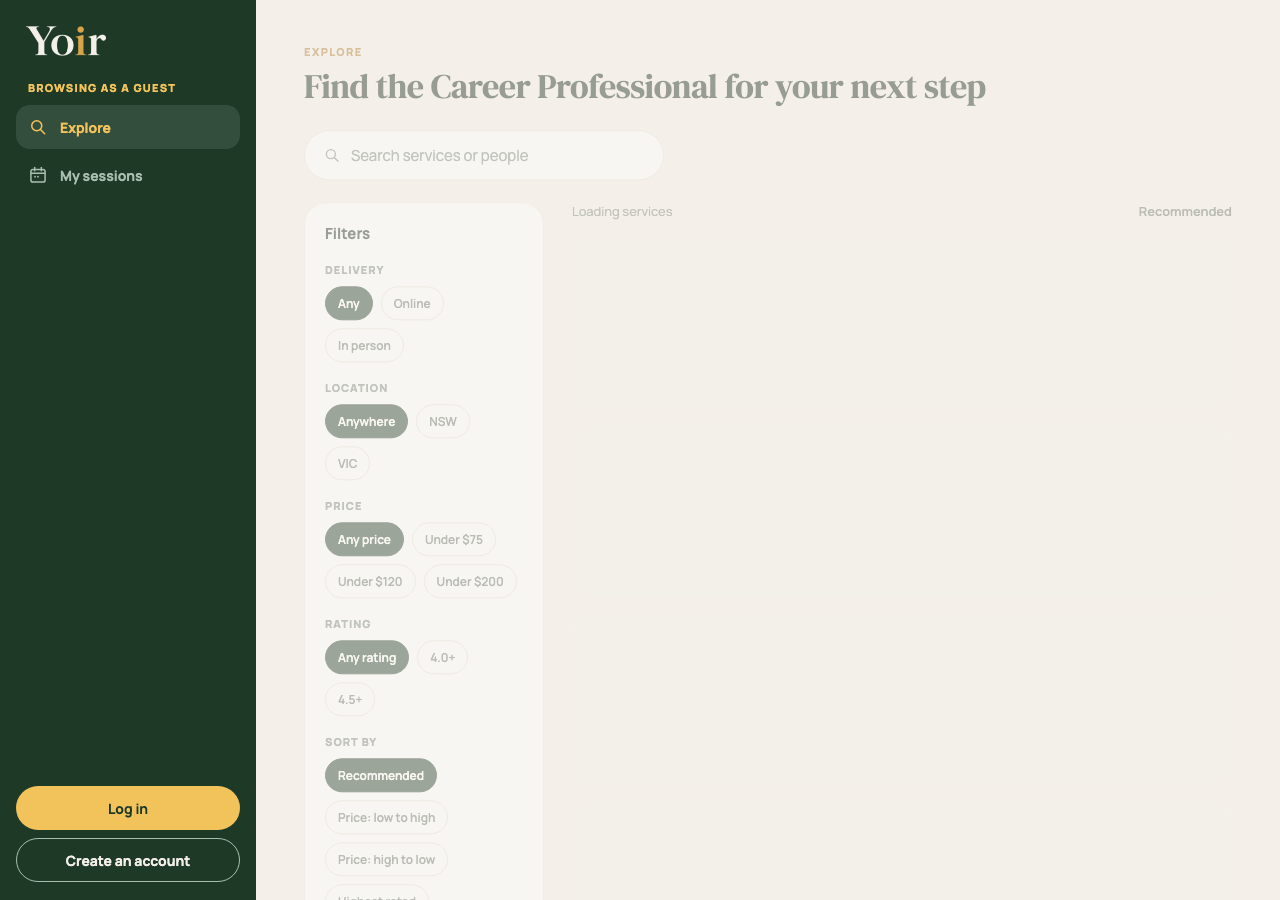 Yoir
BROWSING AS A GUEST
Explore
My sessions
Log in
Create an account
EXPLORE
Find the Career Professional for your next step
Search services or people
Filters
DELIVERY
Any
Online
In person
LOCATION
Anywhere
NSW
VIC
PRICE
Any price
Under $75
Under $120
Under $200
RATING
Any rating
4.0+
4.5+
SORT BY
Recommended
Price: low to high
Price: high to low
Highest rated
Loading services
Recommended